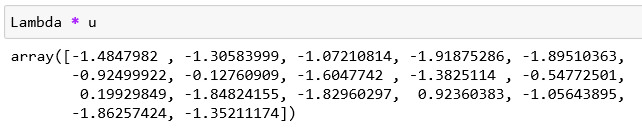 Lambda * u
array([-1.4847982 , -1.30583999, -1.07210814, -1.91875286, -1.89510363,
       -0.92499922, -0.12760909, -1.6047742 , -1.3825114 , -0.54772501,
        0.19929849, -1.84824155, -1.82960297,  0.92360383, -1.05643895,
       -1.86257424, -1.35211174])